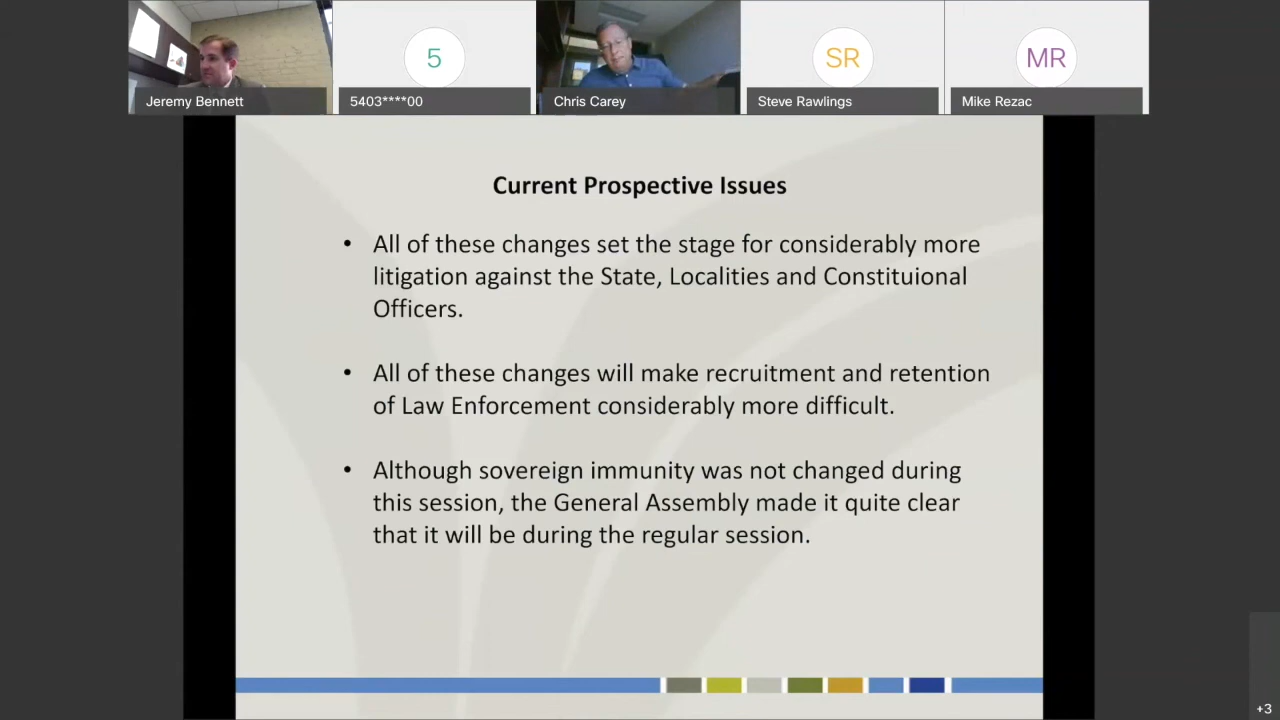 5
SR
MR
Jeremy Bennett
5403****00
Chris Carey
Steve Rawlings
Mike Rezac
Current Prospective Issues
• All of these changes set the stage for considerably more
litigation against the State, Localities and Constituional
Officers.
• All of these changes will make recruitment and retention
of Law Enforcement considerably more difficult.
• Although sovereign immunity was not changed during
this session, the General Assembly made it quite clear
that it will be during the regular session.
+3